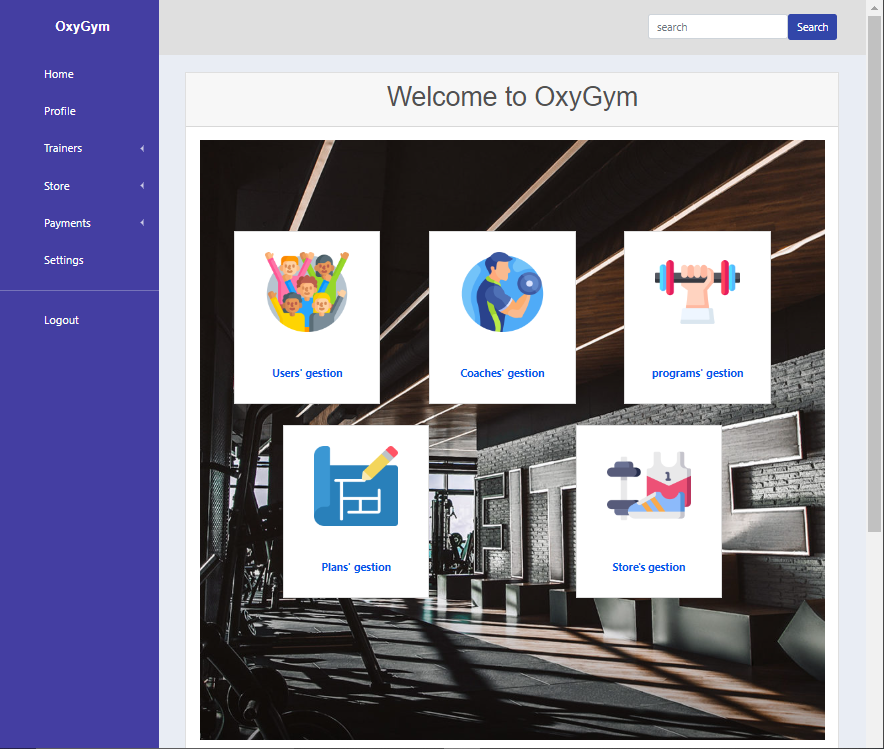 OxyGym
search
Search
Home
Profile
Trainers
Store
Payments
Settings
Logout
Welcome to OxyGym
Users' gestion
Coaches' gestion
programs' gestion
1
Plans' gestion
Store's gestion